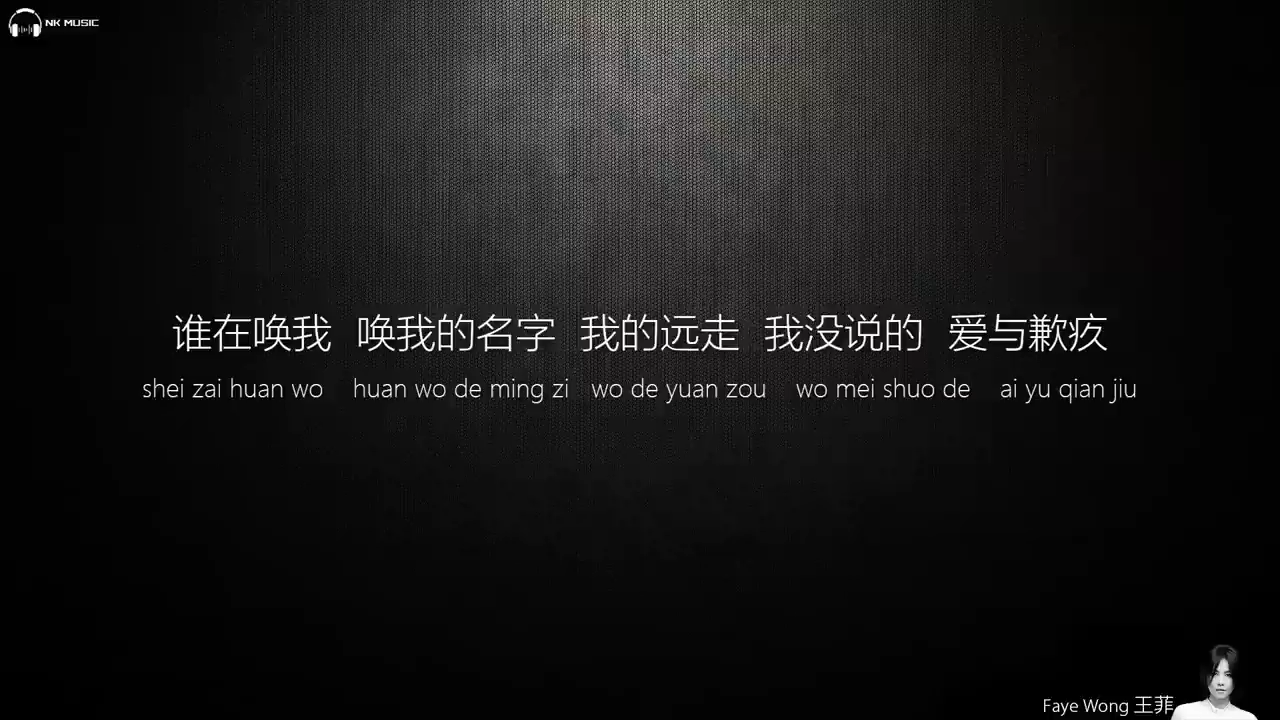 NK MUSIC
谁在唤我 唤我的名字 我的远走 我没说的 爱与歉疚
shei zai huan wo huan wo de ming zi wo de yuan zou wo mei shuo de ai yu qian jiu
Faye Wong 王菲